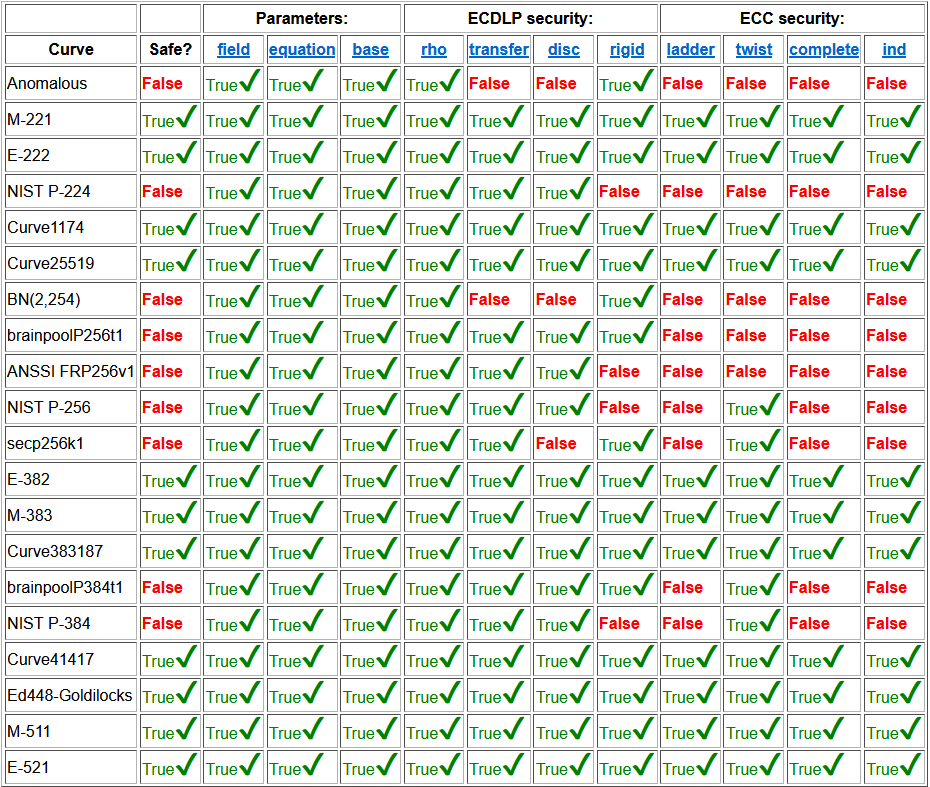 Parameters: ECDLP security: ECC security:
Curve Safe? field equation base rho transfer disc rigid ladder twist complete ind
Anomalous False True✔ True✔ True✔ True✔ False False True✔ False False False False
M-221 True✔ True✔ True✔ True✔ True✔ True✔ True✔ True✔ True✔ True✔ True✔ True✔
E-222 True✔ True✔ True✔ True✔ True✔ True✔ True✔ True✔ True✔ True✔ True✔ True✔
NIST P-224 False True✔ True✔ True✔ True✔ True✔ True✔ False False False False False
Curve1174 True✔ True✔ True✔ True✔ True✔ True✔ True✔ True✔ True✔ True✔ True✔ True✔
Curve25519 True✔ True✔ True✔ True✔ True✔ True✔ True✔ True✔ True✔ True✔ True✔ True✔
BN(2,254) False True✔ True✔ True✔ True✔ False False True✔ False False False False
brainpoolP256t1 False True✔ True✔ True✔ True✔ True✔ True✔ True✔ False False False False
ANSSI FRP256v1 False True✔ True✔ True✔ True✔ True✔ True✔ False False False False False
NIST P-256 False True✔ True✔ True✔ True✔ True✔ True✔ False False True✔ False False
secp256k1 False True✔ True✔ True✔ True✔ True✔ False True✔ False True✔ False False
E-382 True✔ True✔ True✔ True✔ True✔ True✔ True✔ True✔ True✔ True✔ True✔ True✔
M-383 True✔ True✔ True✔ True✔ True✔ True✔ True✔ True✔ True✔ True✔ True✔ True✔
Curve383187 True✔ True✔ True✔ True✔ True✔ True✔ True✔ True✔ True✔ True✔ True✔ True✔
brainpoolP384t1 False True✔ True✔ True✔ True✔ True✔ True✔ True✔ False True✔ False False
NIST P-384 False True✔ True✔ True✔ True✔ True✔ True✔ False False True✔ False False
Curve41417 True✔ True✔ True✔ True✔ True✔ True✔ True✔ True✔ True✔ True✔ True✔ True✔
Ed448-Goldilocks True✔ True✔ True✔ True✔ True✔ True✔ True✔ True✔ True✔ True✔ True✔ True✔
M-511 True✔ True✔ True✔ True✔ True✔ True✔ True✔ True✔ True✔ True✔ True✔ True✔
E-521 True✔ True✔ True✔ True✔ True✔ True✔ True✔ True✔ True✔ True✔ True✔ True✔